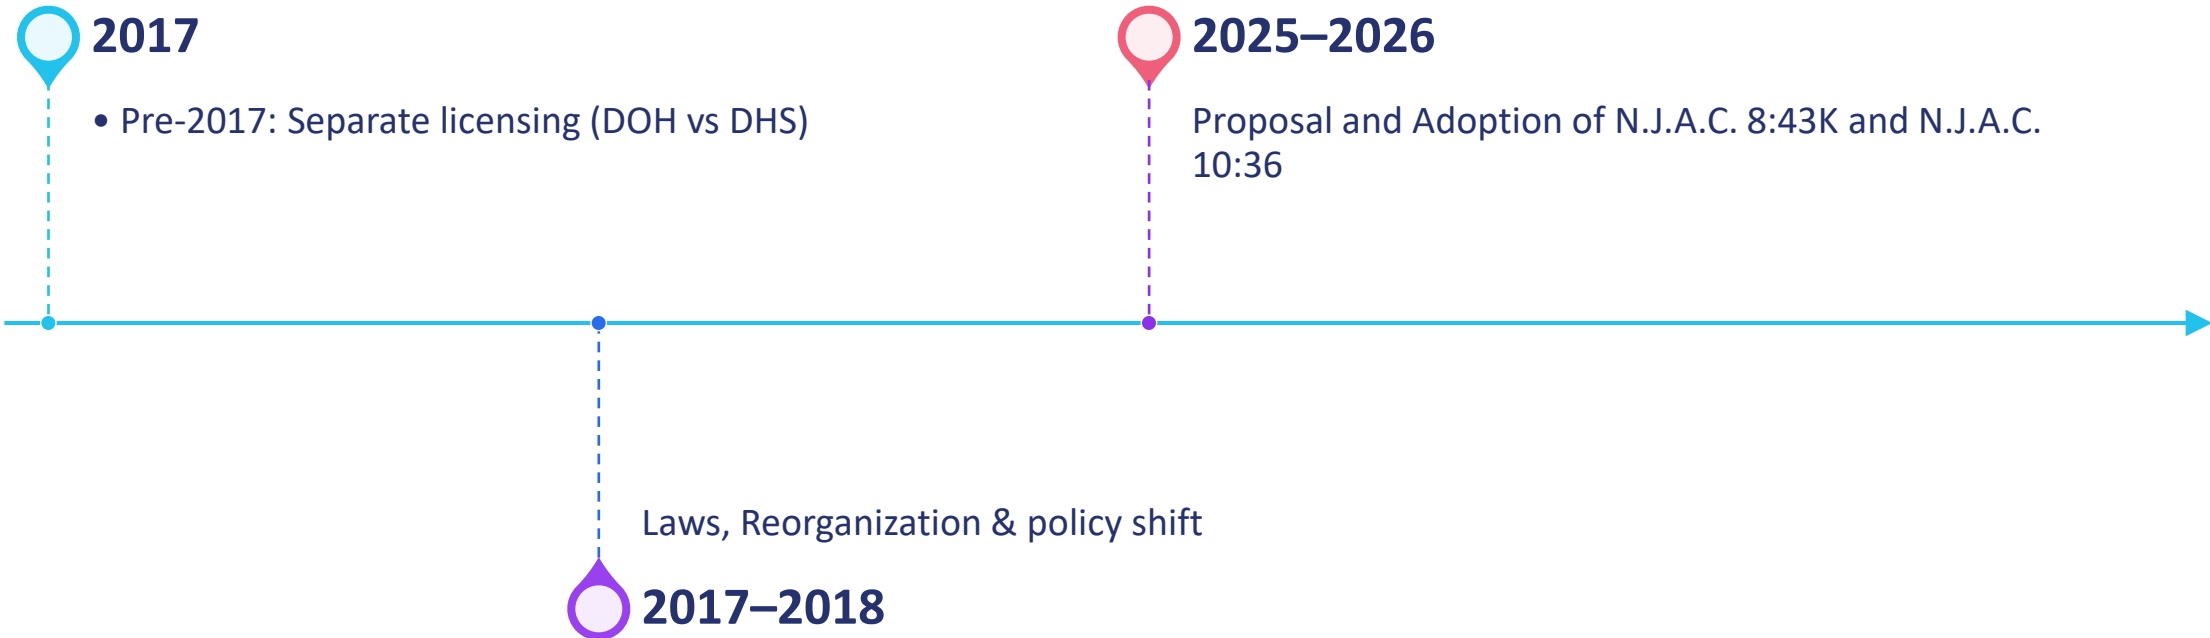 2017
• Pre-2017: Separate licensing (DOH vs DHS)
2025–2026
Proposal and Adoption of N.J.A.C. 8:43K and N.J.A.C.
10:36
Laws, Reorganization & policy shift
2017–2018